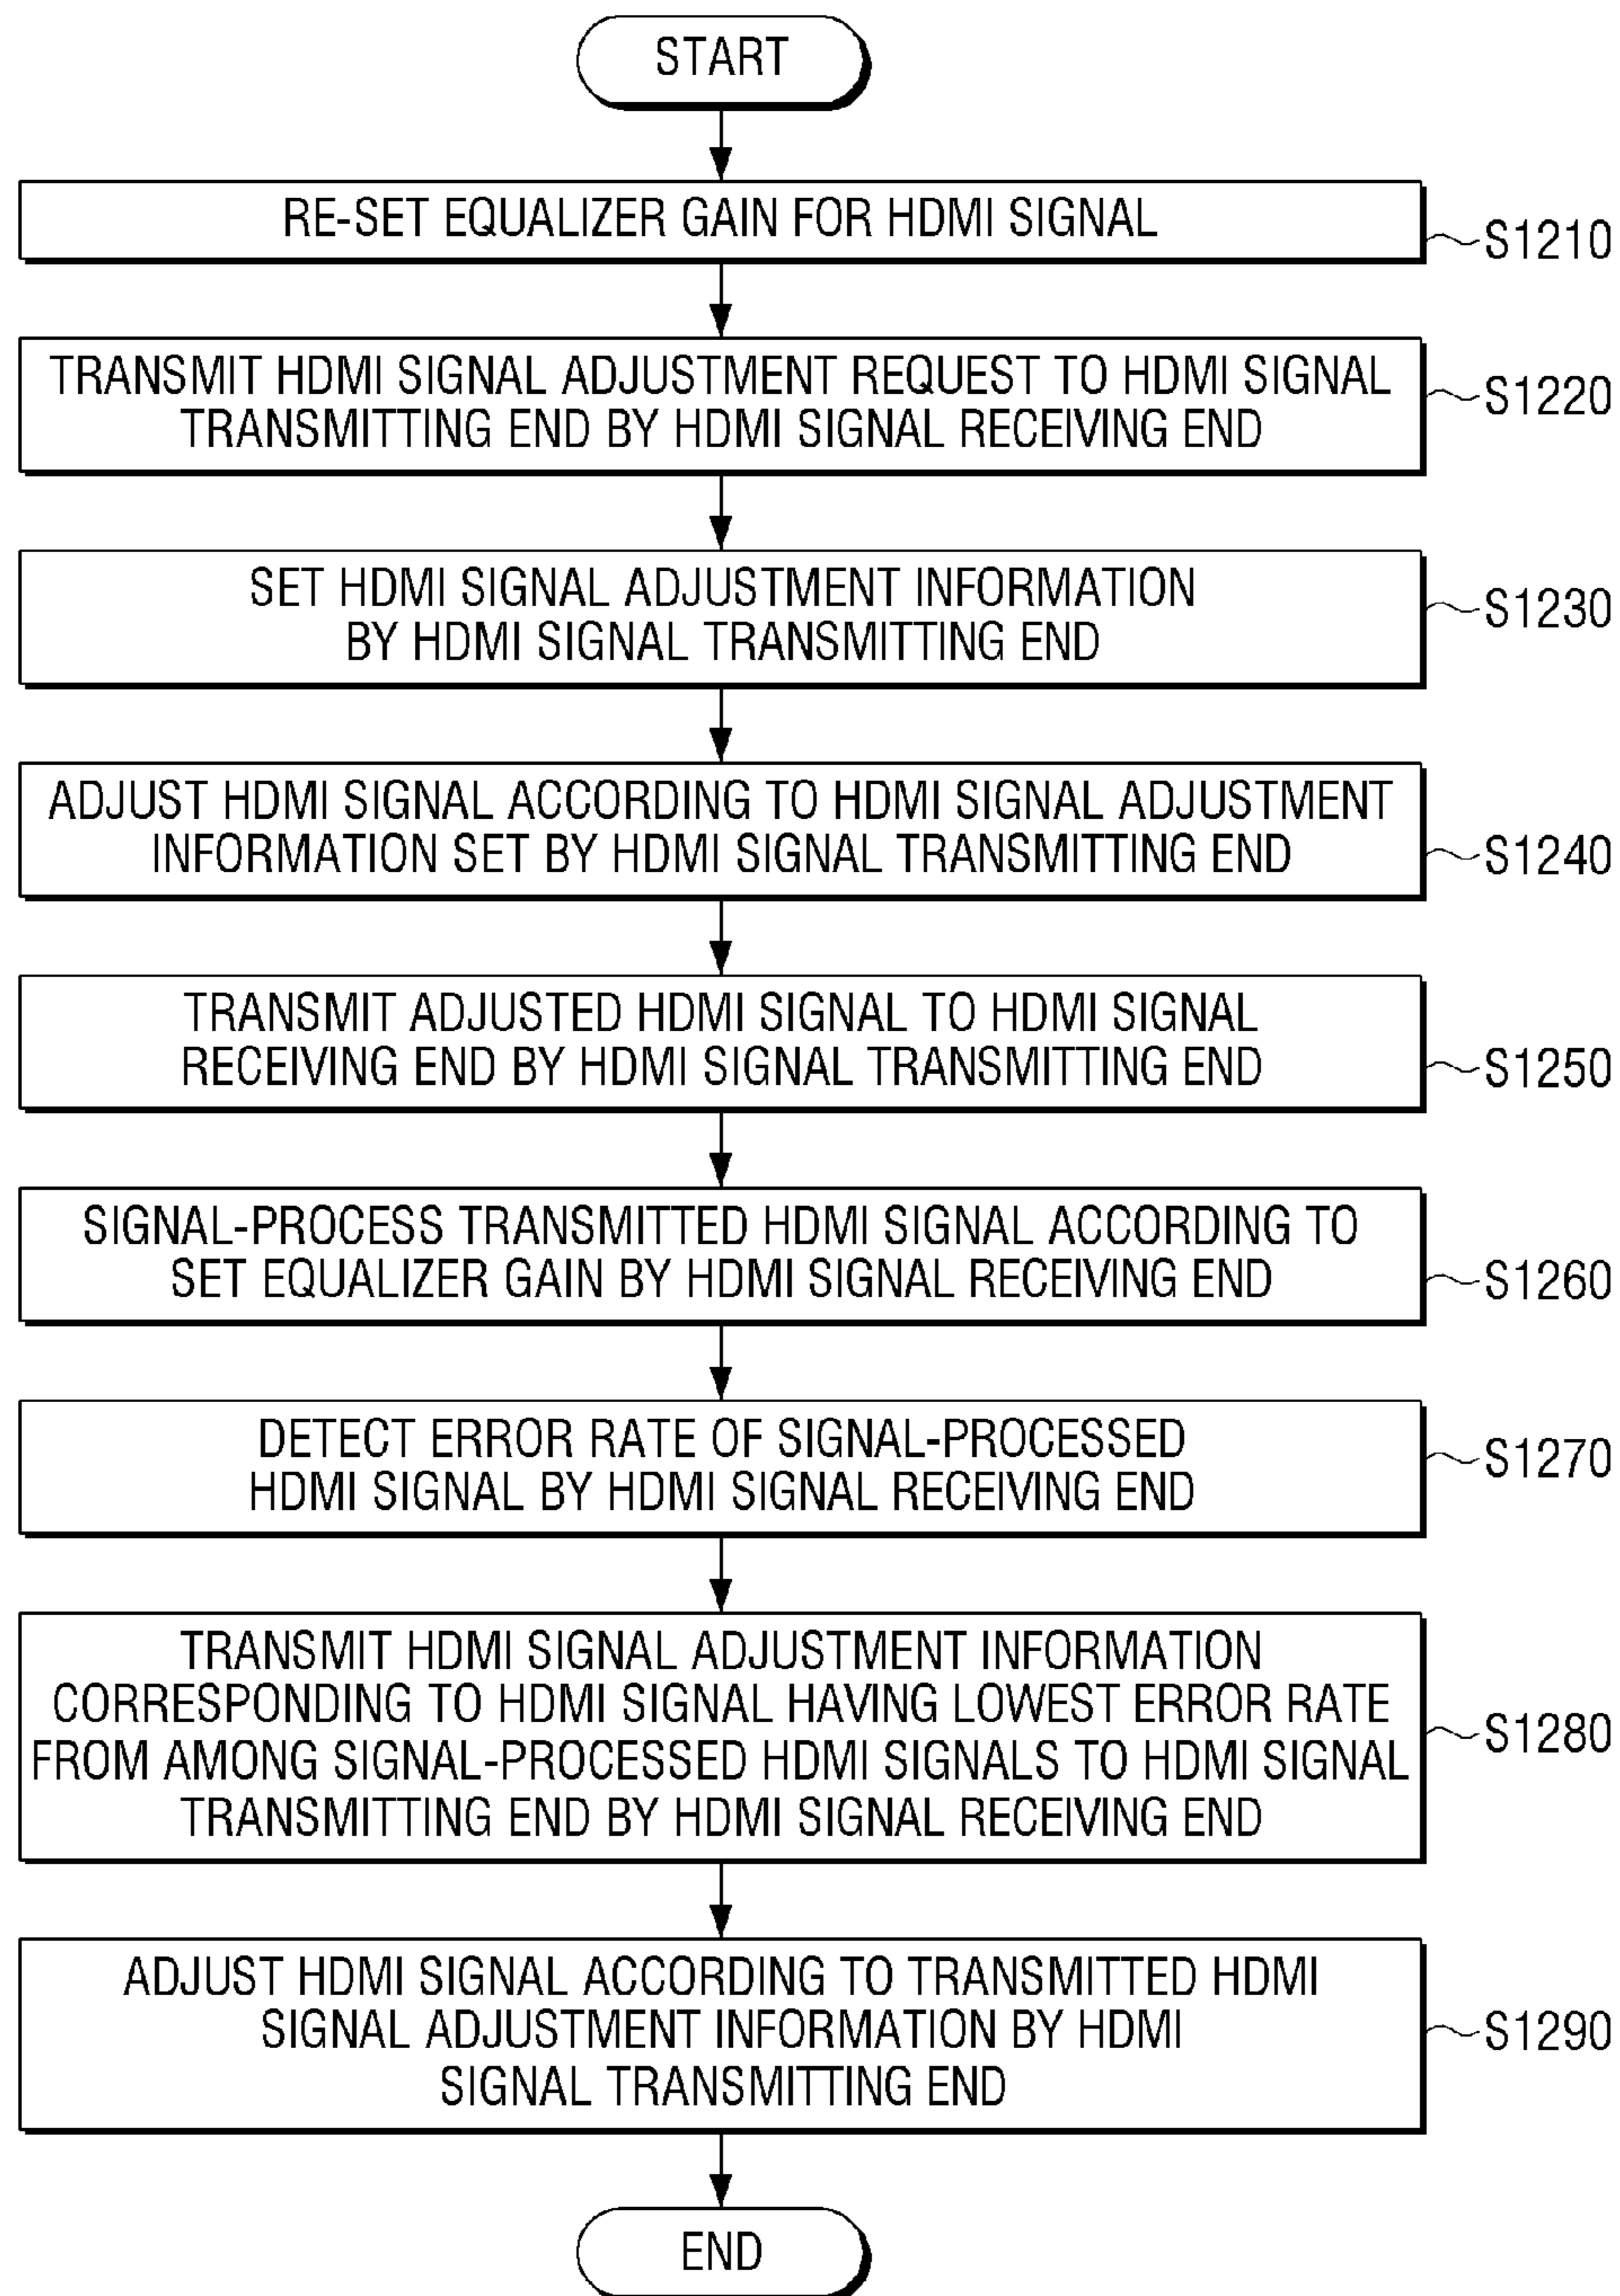 START
RE-SET EQUALIZER GAIN FOR HDMI SIGNAL
S1210
TRANSMIT HDMI SIGNAL ADJUSTMENT REQUEST TO HDMI SIGNAL
TRANSMITTING END BY HDMI SIGNAL RECEIVING END
S1220
SET HDMI SIGNAL ADJUSTMENT INFORMATION
BY HDMI SIGNAL TRANSMITTING END
S1230
ADJUST HDMI SIGNAL ACCORDING TO HDMI SIGNAL ADJUSTMENT
INFORMATION SET BY HDMI SIGNAL TRANSMITTING END
S1240
TRANSMIT ADJUSTED HDMI SIGNAL TO HDMI SIGNAL
RECEIVING END BY HDMI SIGNAL TRANSMITTING END
S1250
SIGNAL-PROCESS TRANSMITTED HDMI SIGNAL ACCORDING TO
SET EQUALIZER GAIN BY HDMI SIGNAL RECEIVING END
S1260
DETECT ERROR RATE OF SIGNAL-PROCESSED
HDMI SIGNAL BY HDMI SIGNAL RECEIVING END
S1270
TRANSMIT HDMI SIGNAL ADJUSTMENT INFORMATION
CORRESPONDING TO HDMI SIGNAL HAVING LOWEST ERROR RATE
FROM AMONG SIGNAL-PROCESSED HDMI SIGNALS TO HDMI SIGNAL
TRANSMITTING END BY HDMI SIGNAL RECEIVING END
S1280
ADJUST HDMI SIGNAL ACCORDING TO TRANSMITTED HDMI
SIGNAL ADJUSTMENT INFORMATION BY HDMI
SIGNAL TRANSMITTING END
S1290
END